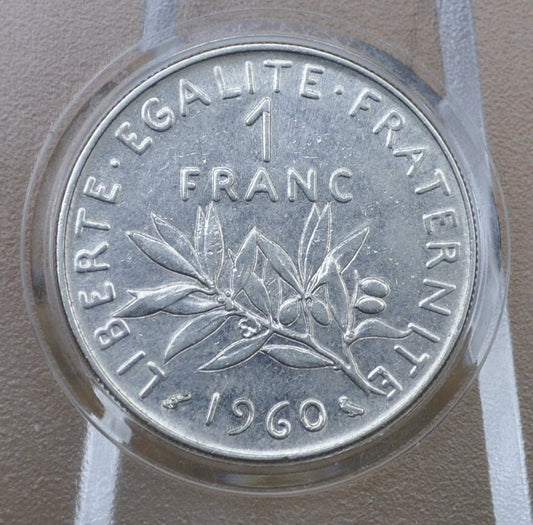 LIBERTE · EGALITE · FRATERNITE
1
FRANC
1960